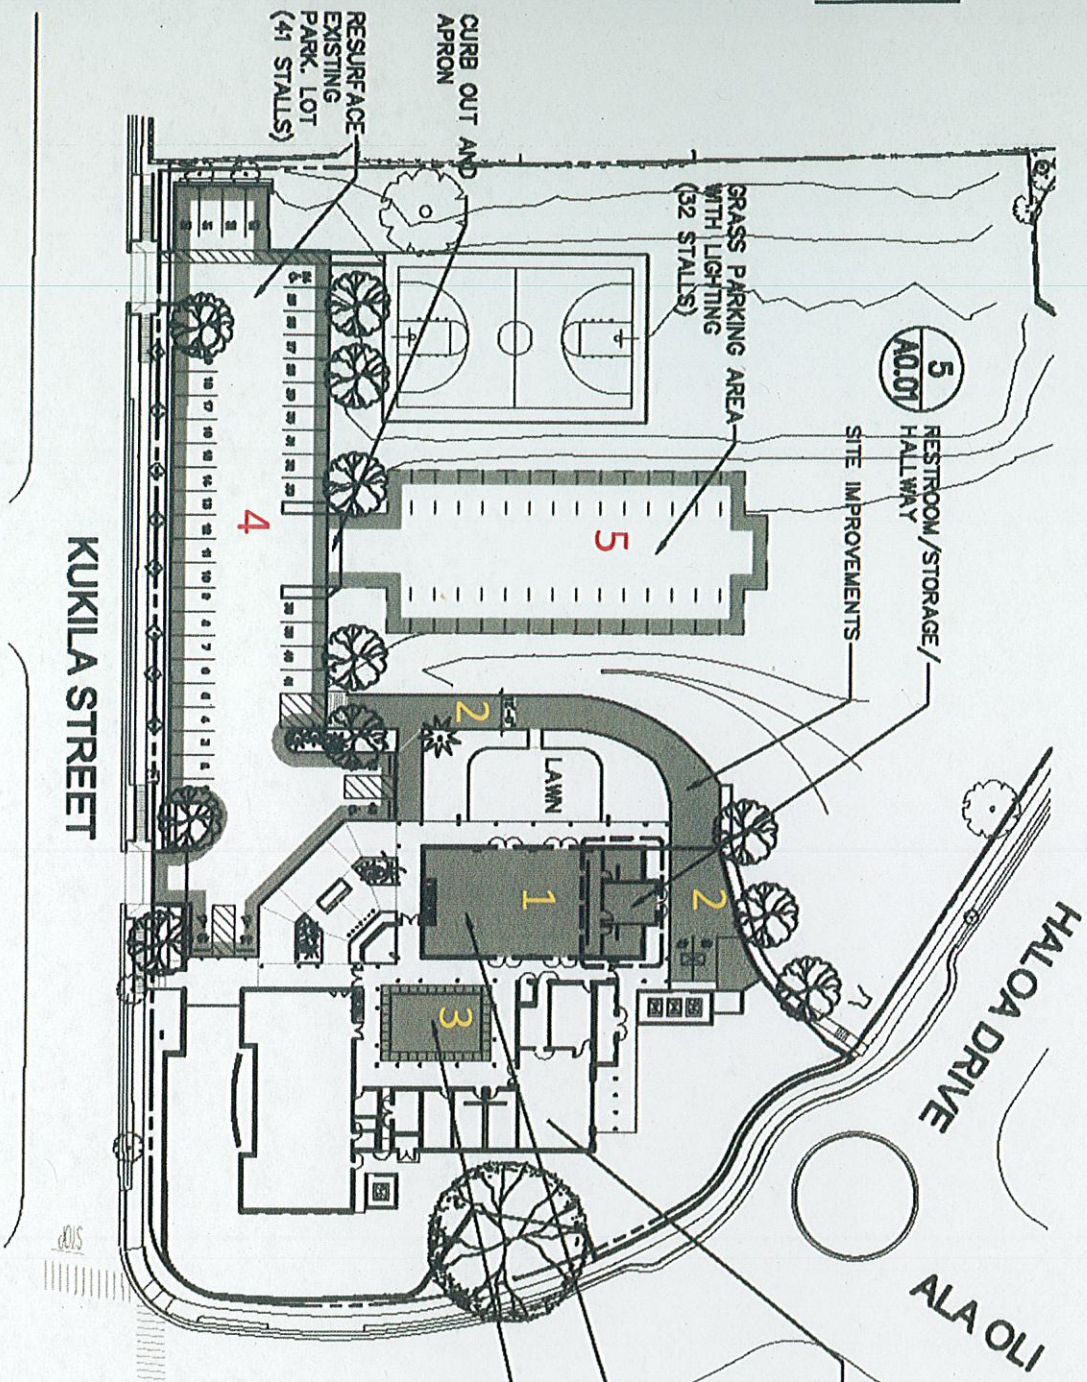 CURB OUT AND
APRON
RESURFACE
EXISTING
PARK. LOT
(41 STALLS)
GRASS PARKING AREA
WITH LIGHTING
(32 STALLS)
5
A0.01
RESTROOM/STORAGE/
HALLWAY
SITE IMPROVEMENTS
4
5
2
LAWN
1
2
3
KUKILA STREET
HALOA DRIVE
ALA OLI
STOP